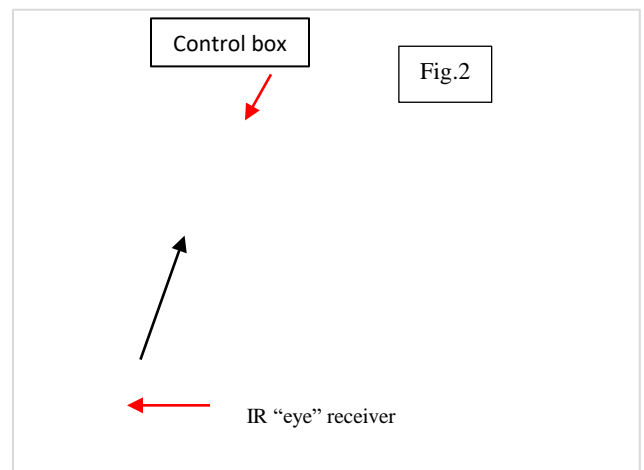 Control box
Fig.2
IR “eye” receiver